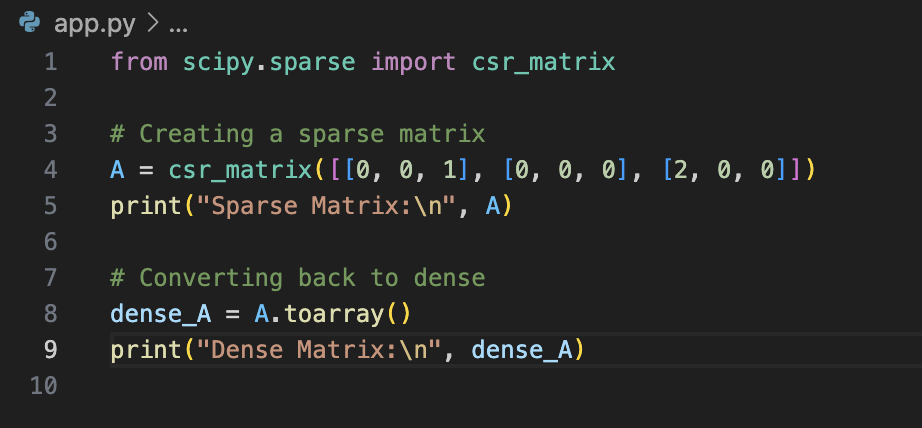 app.py > ...
1 from scipy.sparse import csr_matrix
2
3 # Creating a sparse matrix
4 A = csr_matrix([[0, 0, 1], [0, 0, 0], [2, 0, 0]])
5 print("Sparse Matrix:\n", A)
6
7 # Converting back to dense
8 dense_A = A.toarray()
9 print("Dense Matrix:\n", dense_A)
10